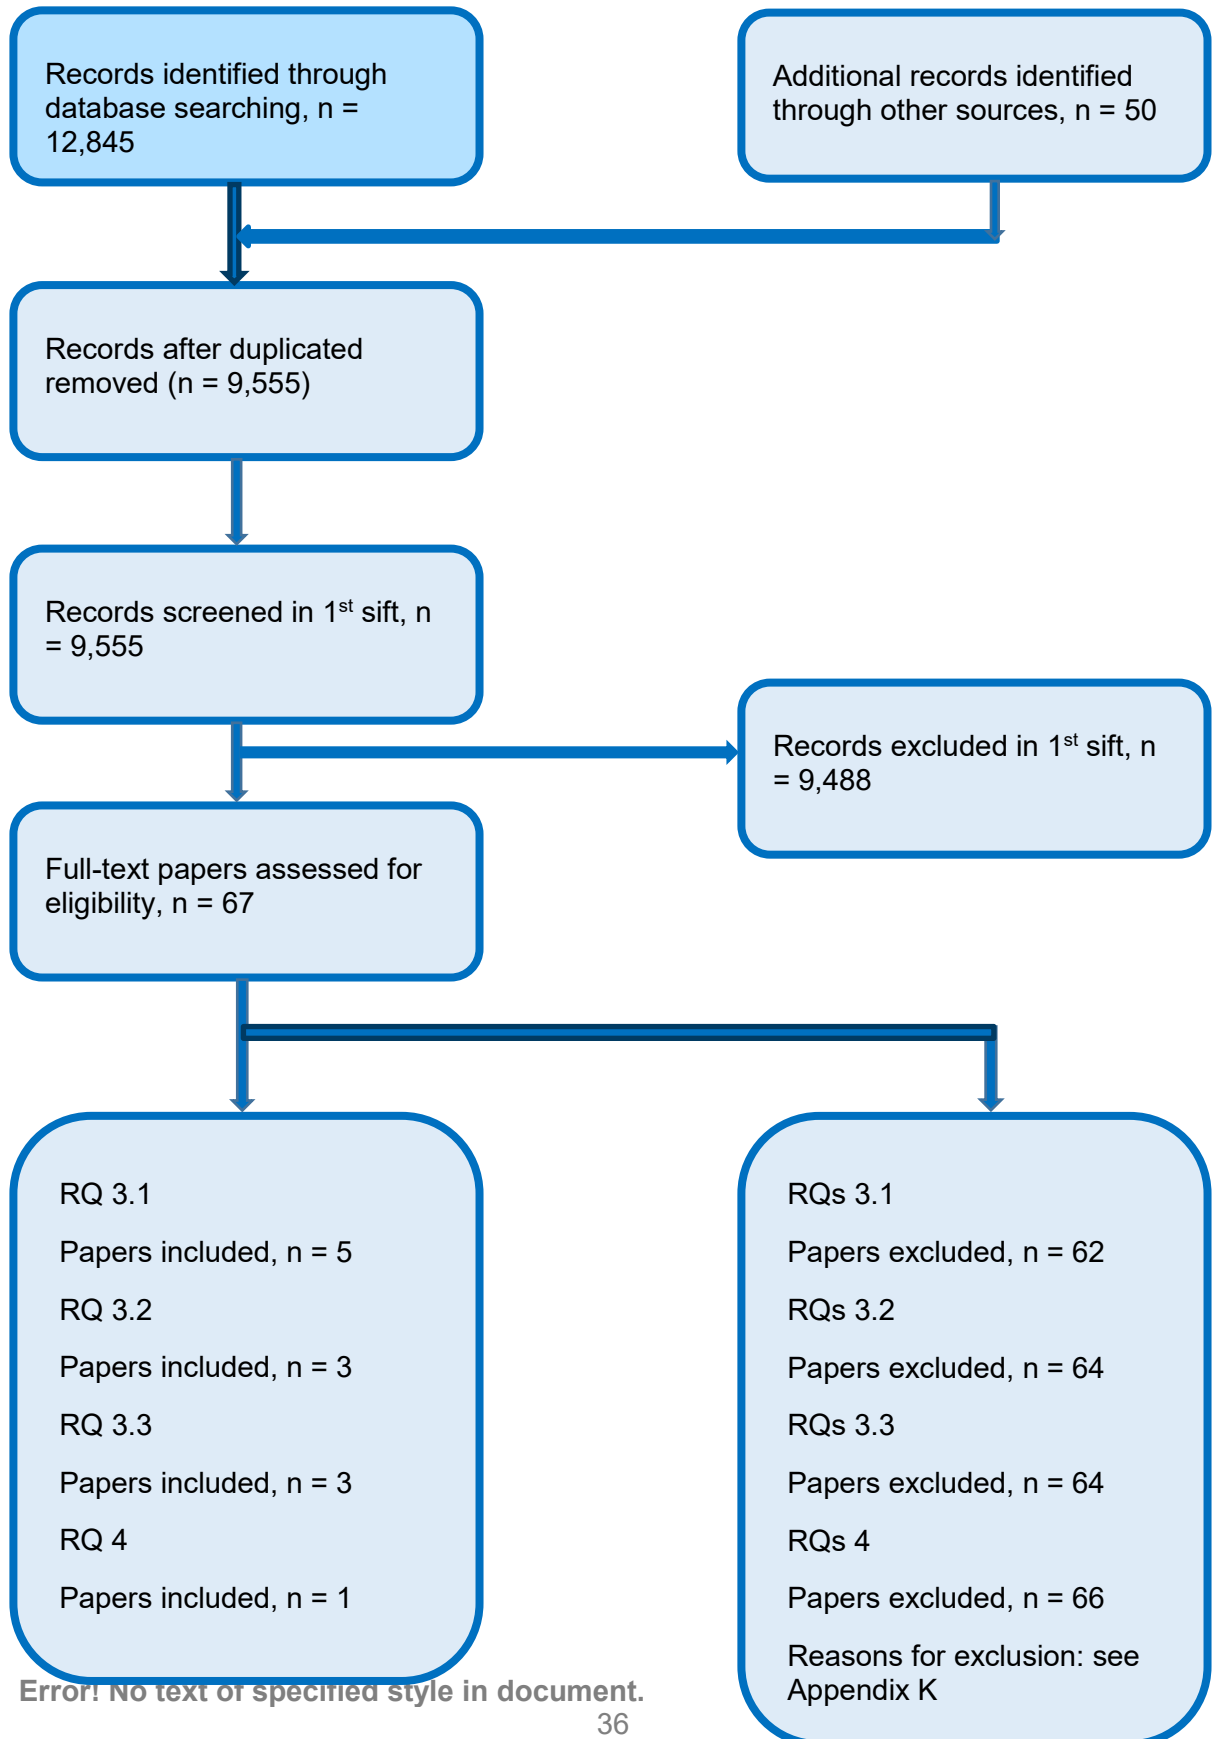 Records identified through
database searching, n =
12,845
Additional records identified
through other sources, n = 50
Records after duplicated
removed (n = 9,555)
Records screened in 1st sift, n
= 9,555
Records excluded in 1st sift, n
= 9,488
Full-text papers assessed for
eligibility, n = 67
RQ 3.1
Papers included, n = 5
RQ 3.2
Papers included, n = 3
RQ 3.3
Papers included, n = 3
RQ 4
Papers included, n = 1
RQs 3.1
Papers excluded, n = 62
RQs 3.2
Papers excluded, n = 64
RQs 3.3
Papers excluded, n = 64
RQs 4
Papers excluded, n = 66
Reasons for exclusion: see
Appendix K
Error! No text of specified style in document.
36